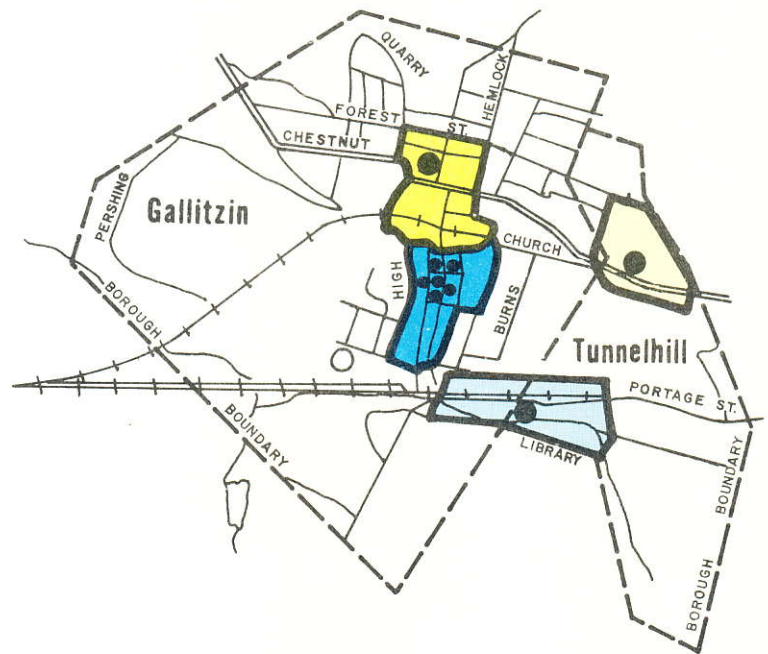 QUARRY
HEMLOCK
FOREST ST.
CHESTNUT
PERSHING
Gallitzin
CHURCH
HIGH
BOROUGH
BURNS
Tunnelhill
PORTAGE ST.
BOUNDARY
LIBRARY
BOUNDARY
BOROUGH